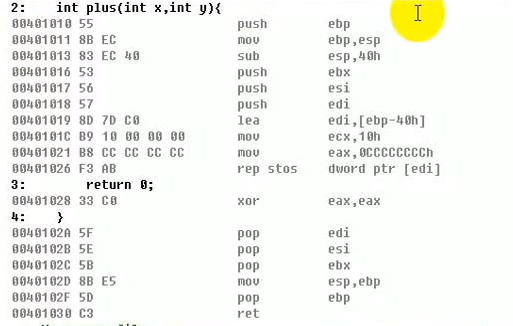 2: int plus(int x,int y){
00401010 55 push ebp
00401011 8B EC mov ebp,esp
00401013 83 EC 40 sub esp,40h
00401016 53 push ebx
00401017 56 push esi
00401018 57 push edi
00401019 8D 7D C0 lea edi,[ebp-40h]
0040101C B9 10 00 00 00 mov ecx,10h
00401021 B8 CC CC CC CC mov eax,0CCCCCCCCh
00401026 F3 AB rep stos dword ptr [edi]
3: return 0;
00401028 33 C0 xor eax,eax
4: }
0040102A 5F pop edi
0040102B 5E pop esi
0040102C 5B pop ebx
0040102D 8B E5 mov esp,ebp
0040102F 5D pop ebp
00401030 C3 ret